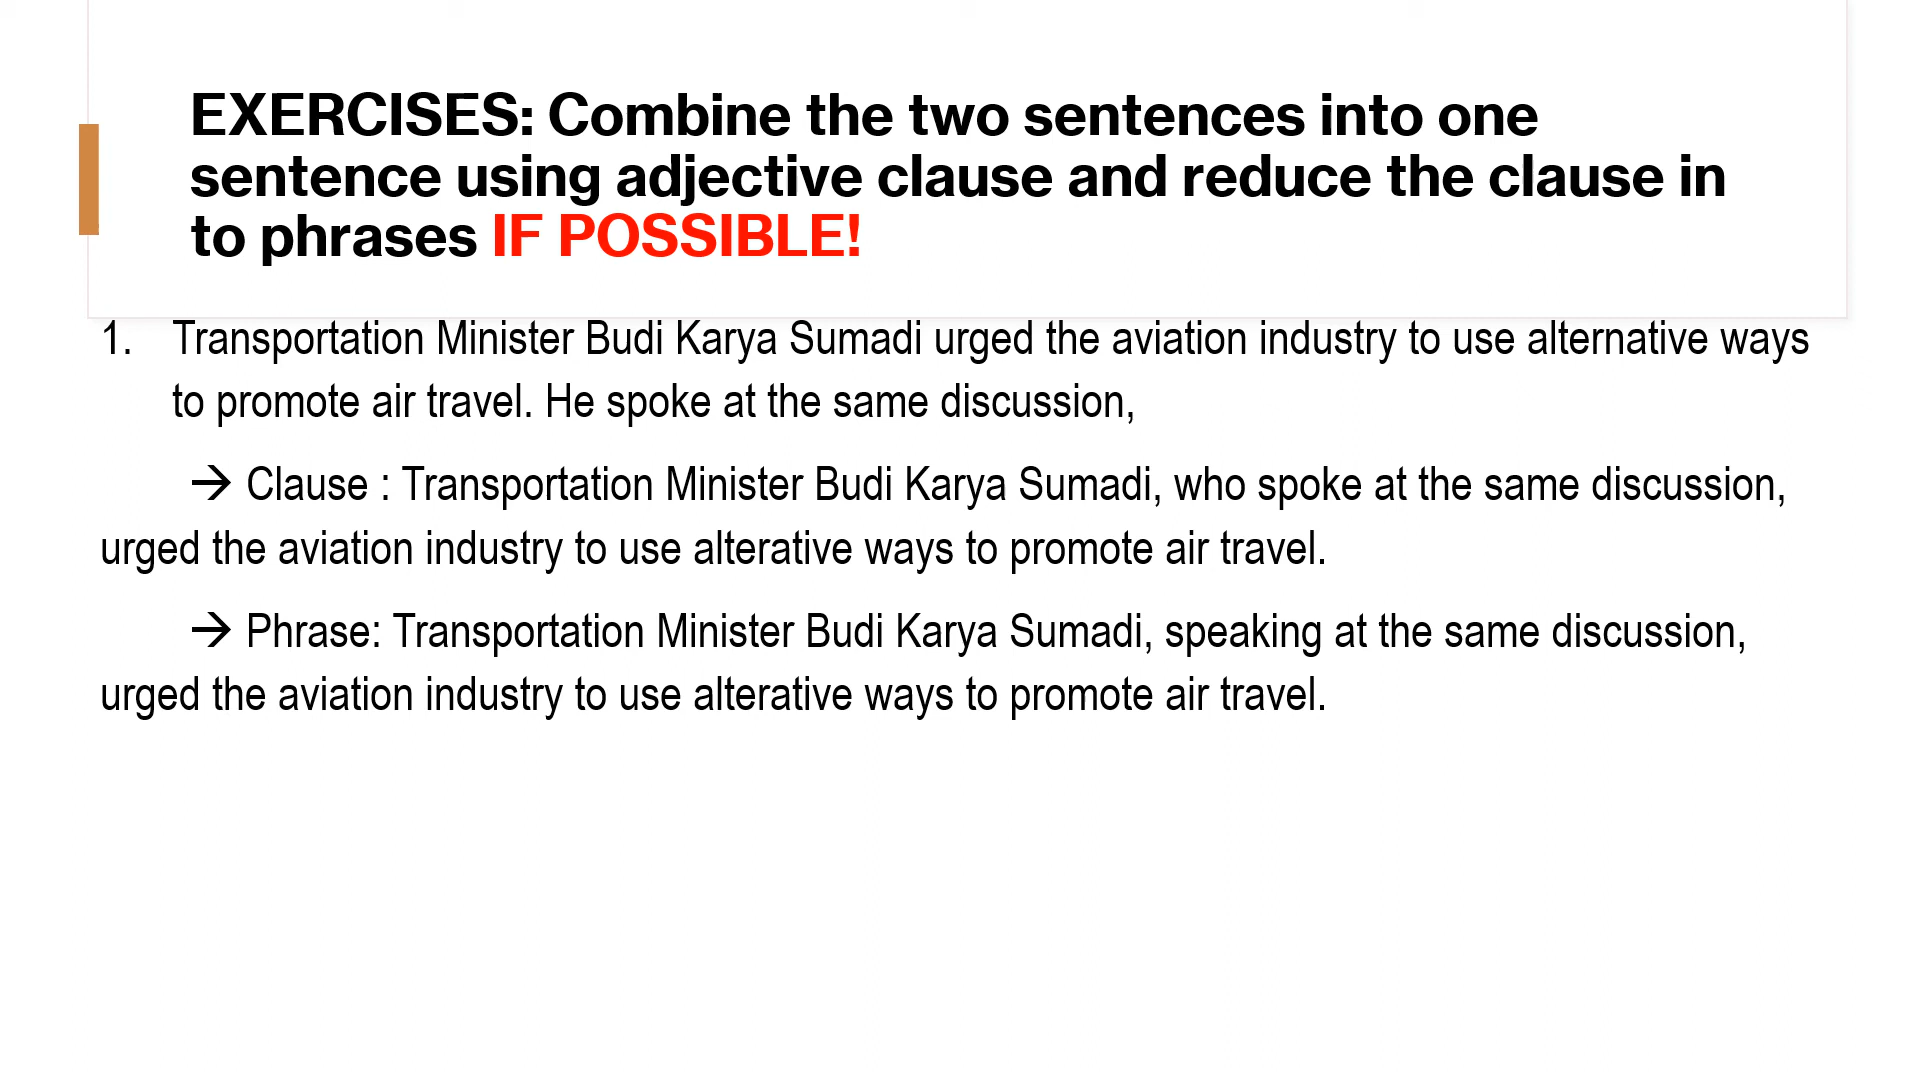 EXERCISES: Combine the two sentences into one
sentence using adjective clause and reduce the clause in
to phrases IF POSSIBLE!
1. Transportation Minister Budi Karya Sumadi urged the aviation industry to use alternative ways
to promote air travel. He spoke at the same discussion,
→ Clause : Transportation Minister Budi Karya Sumadi, who spoke at the same discussion,
urged the aviation industry to use alterative ways to promote air travel.
→ Phrase: Transportation Minister Budi Karya Sumadi, speaking at the same discussion,
urged the aviation industry to use alterative ways to promote air travel.